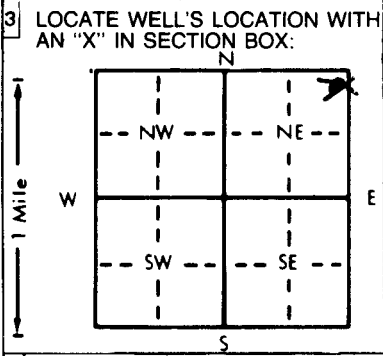 3 LOCATE WELL'S LOCATION WITH
AN "X" IN SECTION BOX:
N
NW NE
W E
1 Mile
SW SE
S